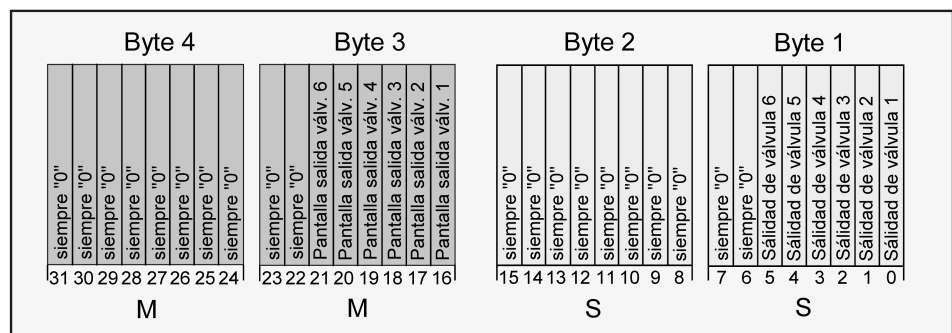 Byte 4
Byte 3
Byte 2
Byte 1
siempre "0"
siempre "0"
siempre "0"
siempre "0"
siempre "0"
siempre "0"
siempre "0"
siempre "0"
siempre "0"
siempre "0"
Pantalla salida válv. 6
Pantalla salida válv. 5
Pantalla salida válv. 4
Pantalla salida válv. 3
Pantalla salida válv. 2
Pantalla salida válv. 1
siempre "0"
siempre "0"
siempre "0"
siempre "0"
siempre "0"
siempre "0"
siempre "0"
siempre "0"
siempre "0"
siempre "0"
Sálidad de válvula 6
Sálidad de válvula 5
Sálidad de válvula 4
Sálidad de válvula 3
Sálidad de válvula 2
Sálidad de válvula 1
31 30 29 28 27 26 25 24
23 22 21 20 19 18 17 16
15 14 13 12 11 10 9 8
7 6 5 4 3 2 1 0
M
M
S
S